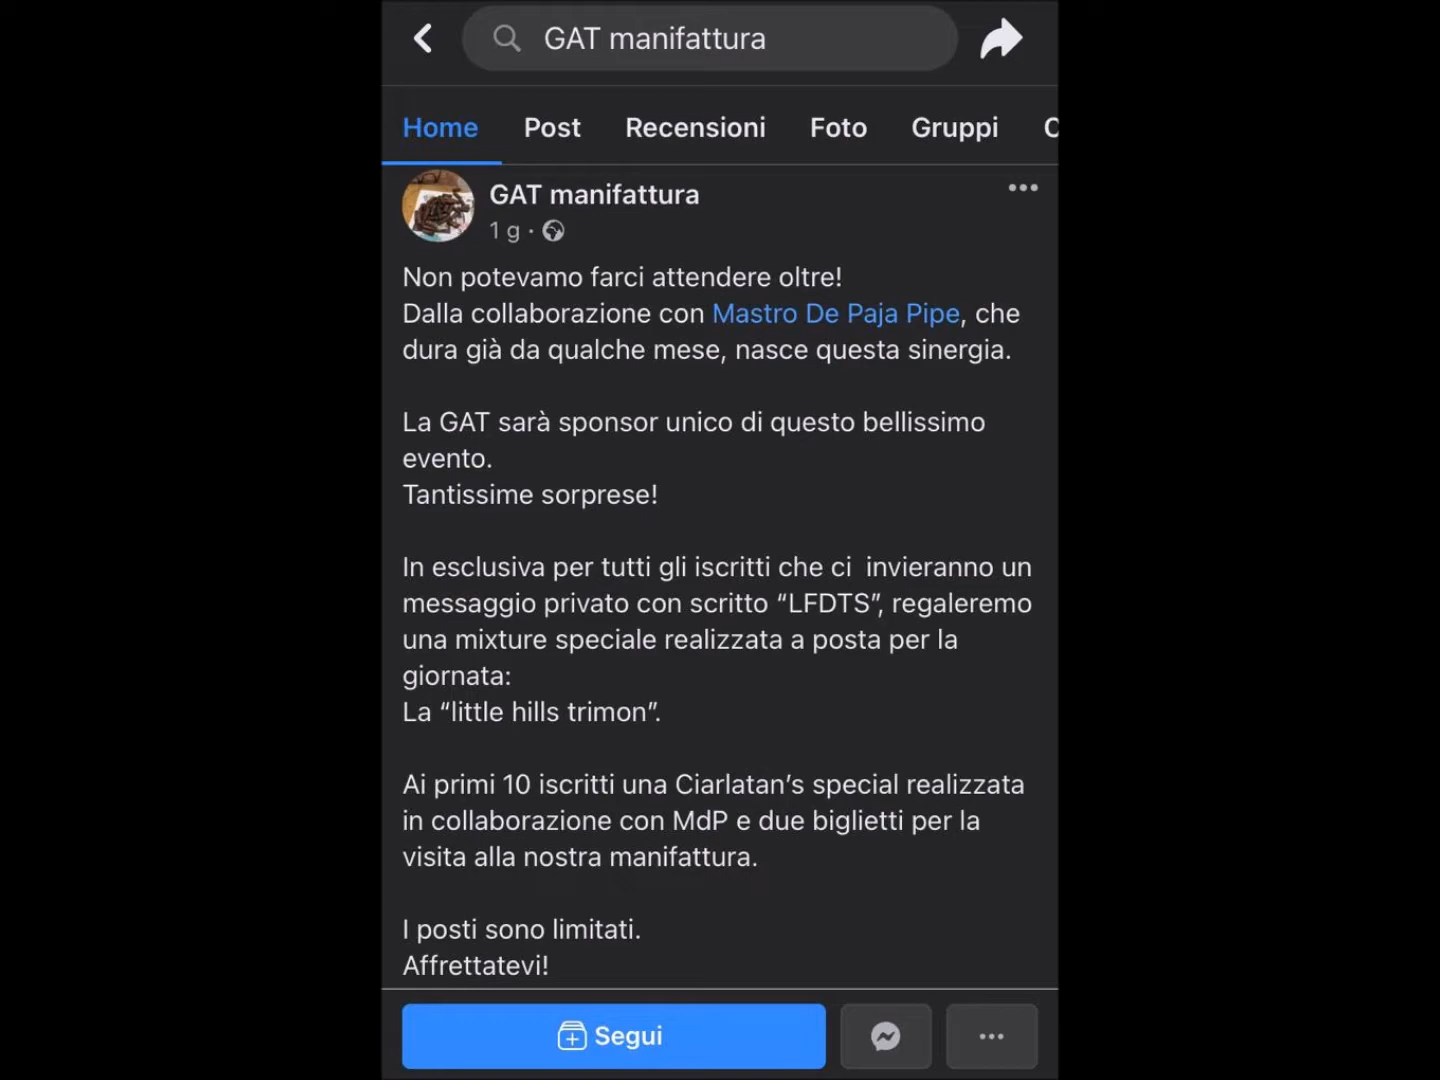 GAT manifattura
Home Post Recensioni Foto Gruppi C
GAT manifattura
1 g ·
Non potevamo farci attendere oltre!
Dalla collaborazione con Mastro De Paja Pipe, che
dura già da qualche mese, nasce questa sinergia.
La GAT sarà sponsor unico di questo bellissimo
evento.
Tantissime sorprese!
In esclusiva per tutti gli iscritti che ci  invieranno un
messaggio privato con scritto “LFDTS”, regaleremo
una mixture speciale realizzata a posta per la
giornata:
La “little hills trimon”.
Ai primi 10 iscritti una Ciarlatan’s special realizzata
in collaborazione con MdP e due biglietti per la
visita alla nostra manifattura.
I posti sono limitati.
Affrettatevi!
Segui